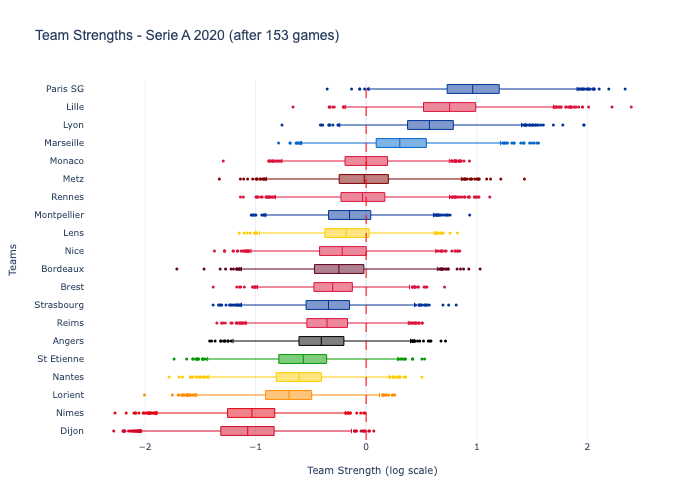 Team Strengths - Serie A 2020 (after 153 games)
Paris SG
Lille
Lyon
Marseille
Monaco
Metz
Rennes
Montpellier
Lens
Nice
Bordeaux
Brest
Strasbourg
Reims
Angers
St Etienne
Nantes
Lorient
Nimes
Dijon
Teams
−2 −1 0 1 2
Team Strength (log scale)